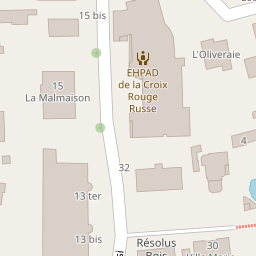 15 bis
L'Oliveraie
EHPAD
de la Croix
Rouge
Russe
15
La Malmaison
4
32
13 ter
13 bis
Résolus
Bois
30